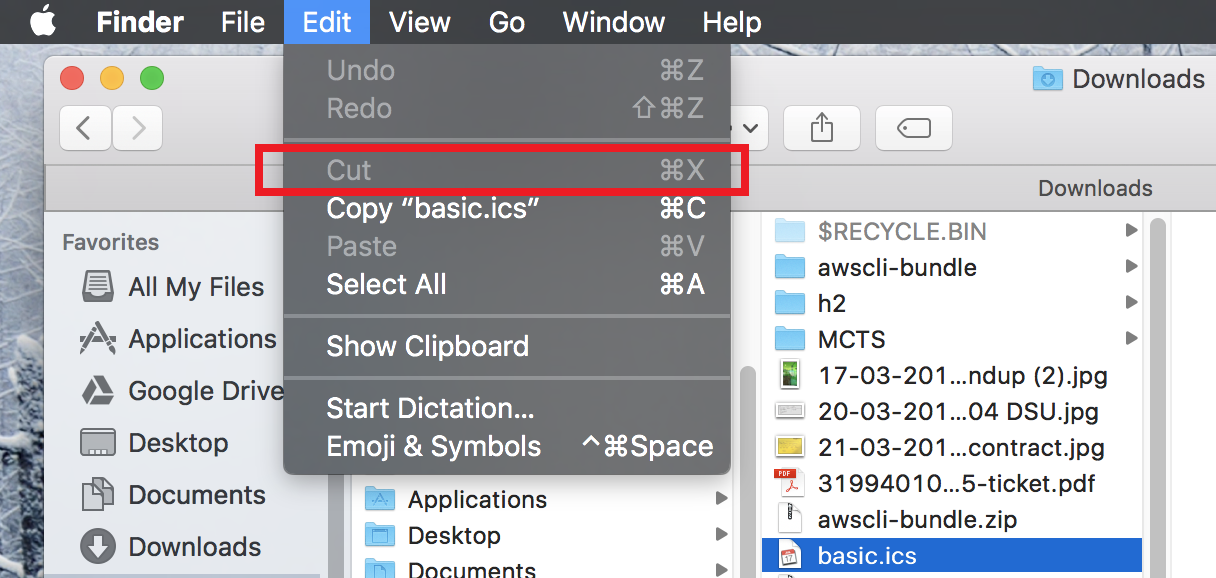 Finder File Edit View Go Window Help
Undo ⌘Z
Redo ⇧⌘Z
Cut ⌘X
Copy “basic.ics” ⌘C
Paste ⌘V
Select All ⌘A
Show Clipboard
Start Dictation...
Emoji & Symbols ^⌘Space
Downloads
Downloads
Favorites
All My Files
Applications
Google Drive
Desktop
Documents
Downloads
Applications
Desktop
Documents
$RECYCLE.BIN
awscli-bundle
h2
MCTS
17-03-201...ndup (2).jpg
20-03-201...04 DSU.jpg
21-03-201...contract.jpg
PDF
31994010...5-ticket.pdf
awscli-bundle.zip
17
basic.ics